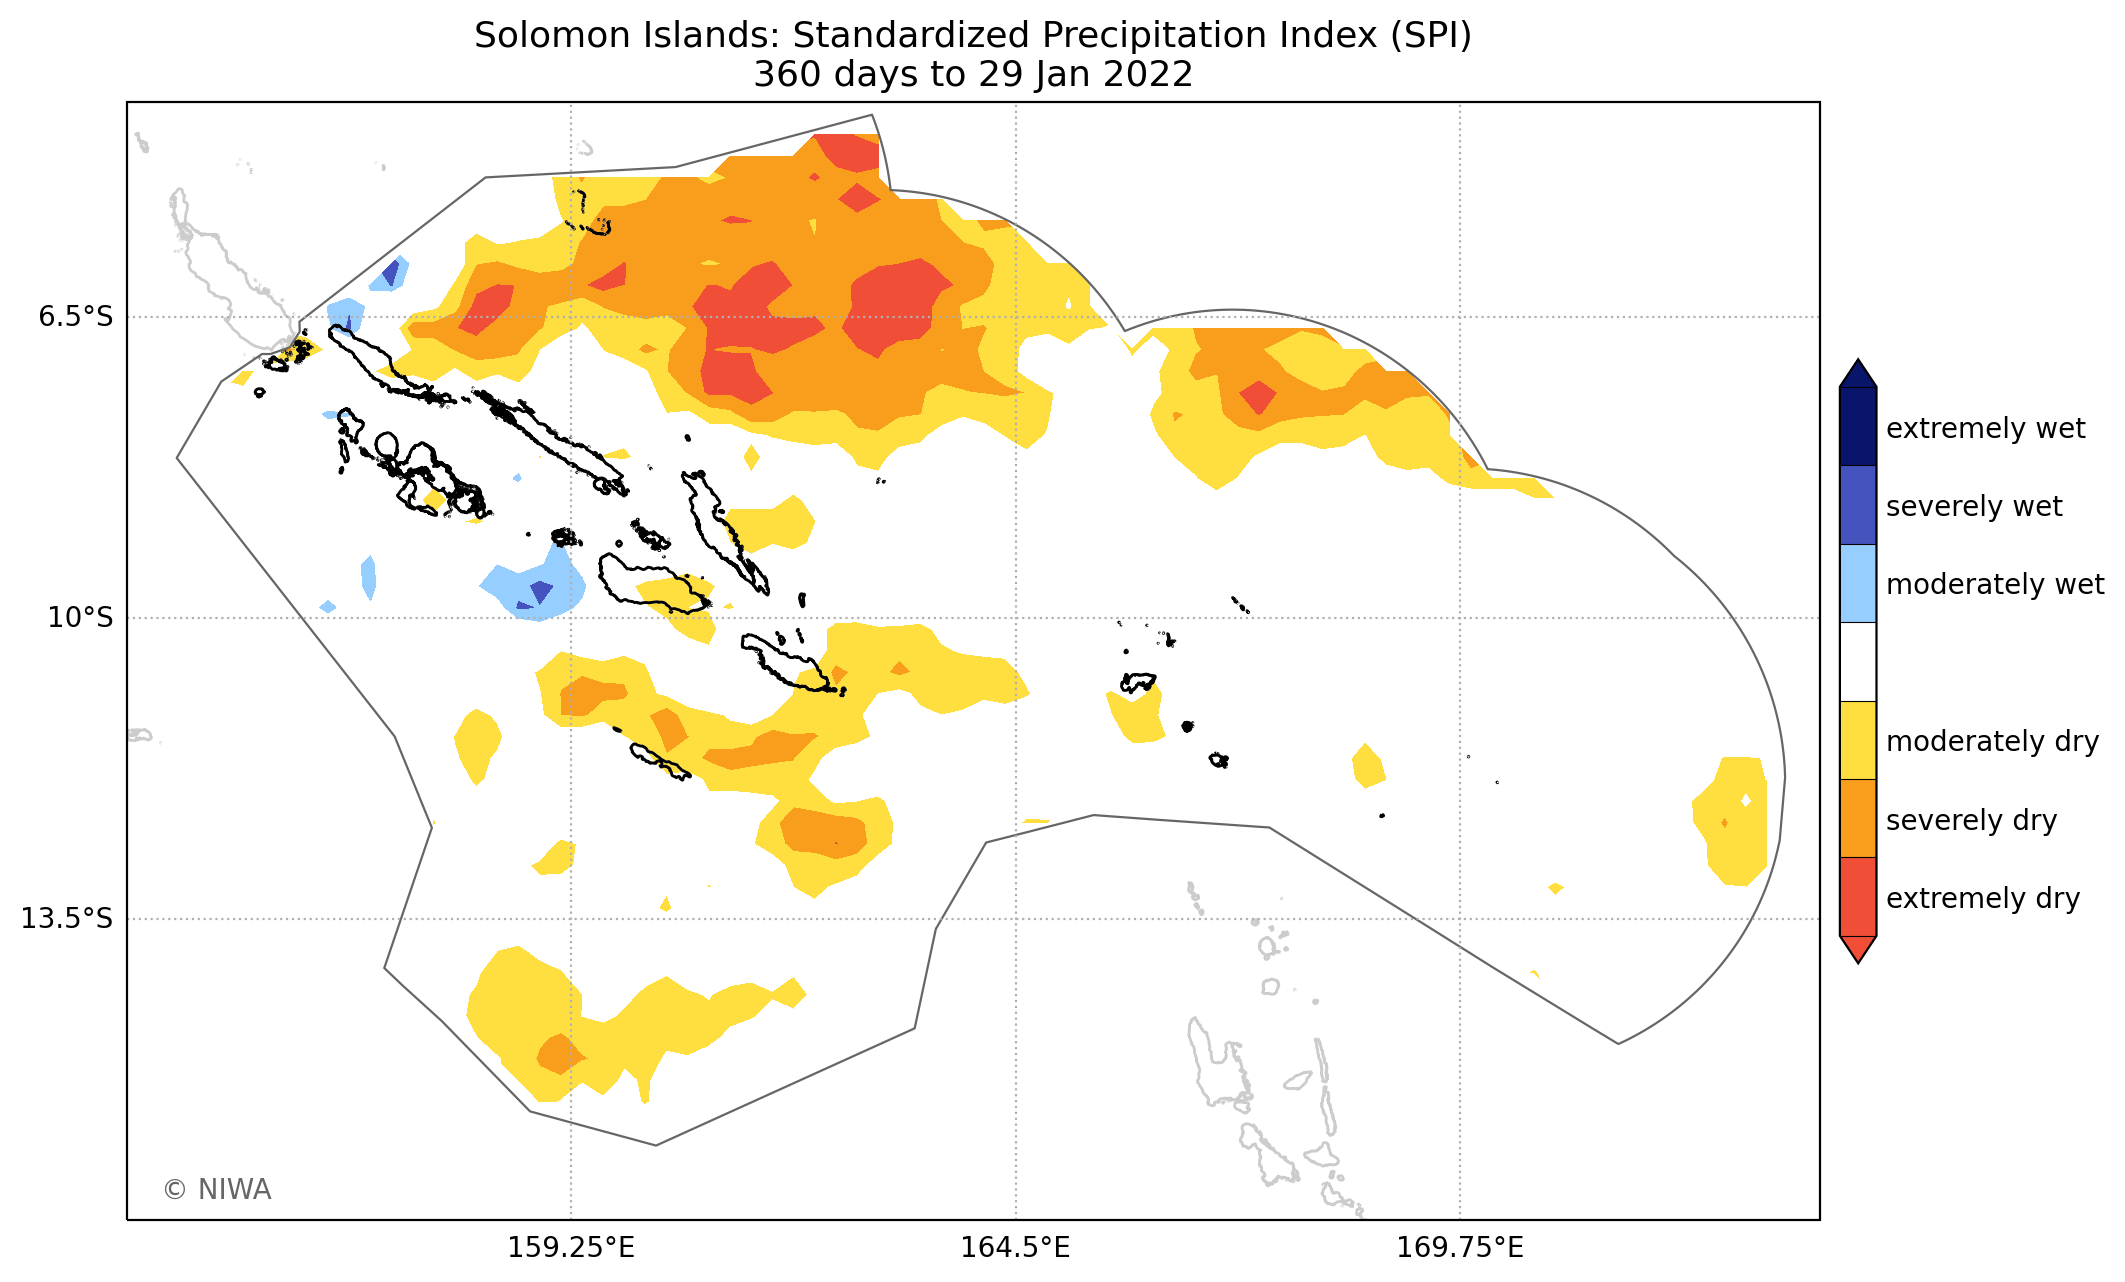 Solomon Islands: Standardized Precipitation Index (SPI)
360 days to 29 Jan 2022
6.5°S
10°S
13.5°S
159.25°E
164.5°E
169.75°E
extremely wet
severely wet
moderately wet
moderately dry
severely dry
extremely dry
© NIWA